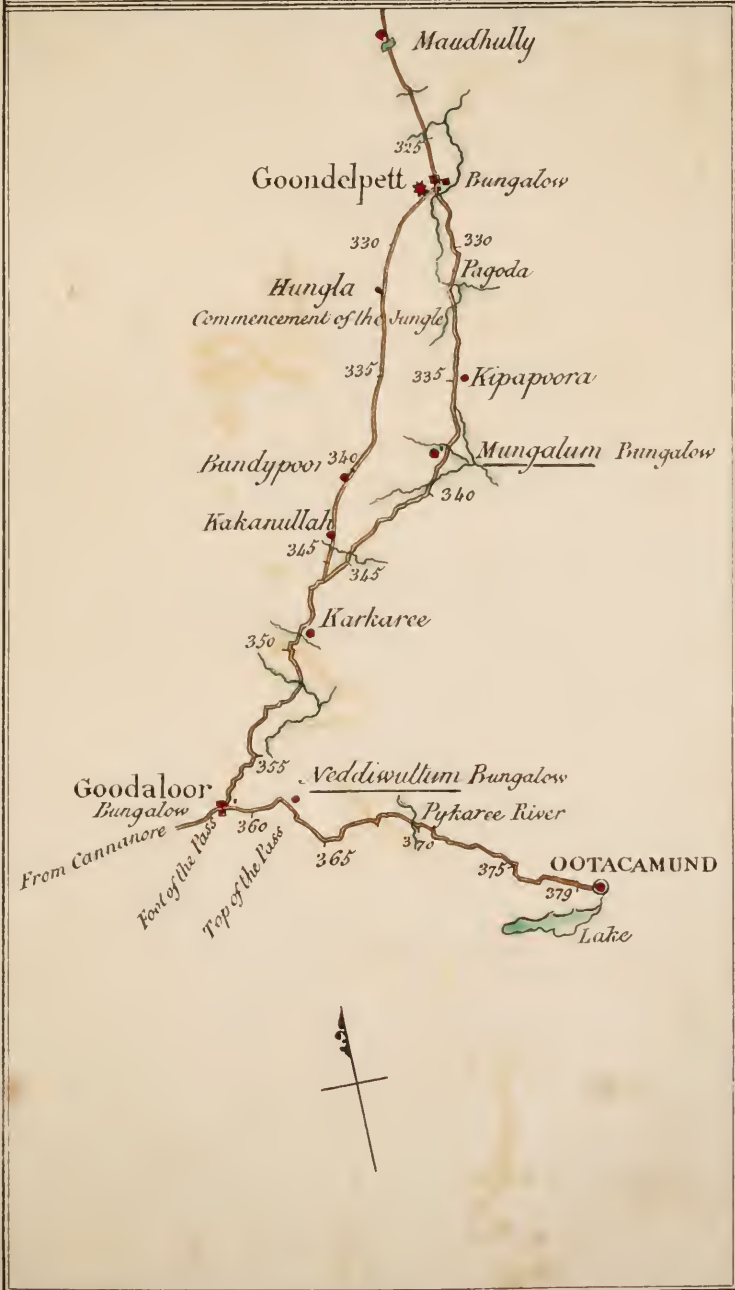 Maudhully
325
Goondelpett
Bungalow
330
330
Pagoda
Hungla
Commencement of the Jungle
335
335
Kipapoora
Bundypoor
340
Mungalum Bungalow
340
Kakanullah
345
345
Karkaree
350
355
Goodaloor
Bungalow
Neddiwuttum Bungalow
From Cannanore
Foot of the Pass
360
Top of the Pass
365
Pykaree River
370
375
OOTACAMUND
379
Lake